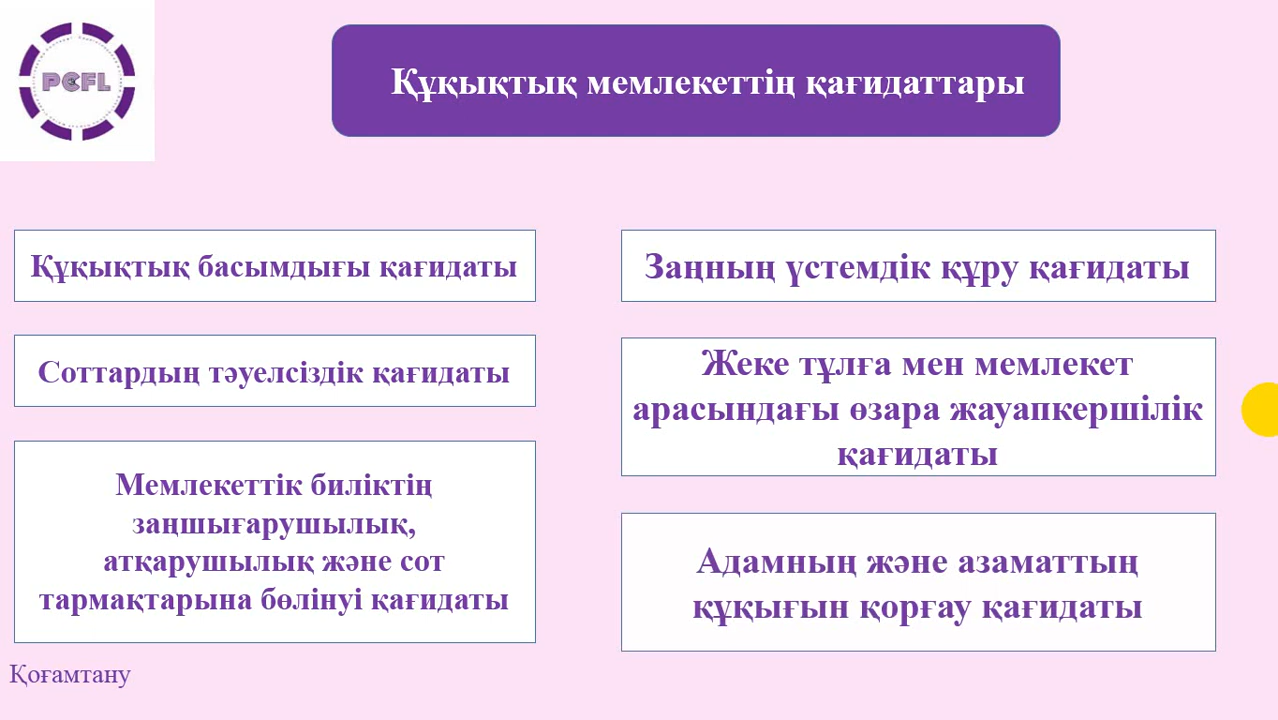 PCFL
Құқықтық мемлекеттің қағидаттары
Құқықтық басымдығы қағидаты
Соттардың тәуелсіздік қағидаты
Мемлекеттік биліктің
заңшығарушылық,
атқарушылық және сот
тармақтарына бөлінуі қағидаты
Заңның үстемдік құру қағидаты
Жеке тұлға мен мемлекет
арасындағы өзара жауапкершілік
қағидаты
Адамның және азаматтың
құқығын қорғау қағидаты
Қоғамтану